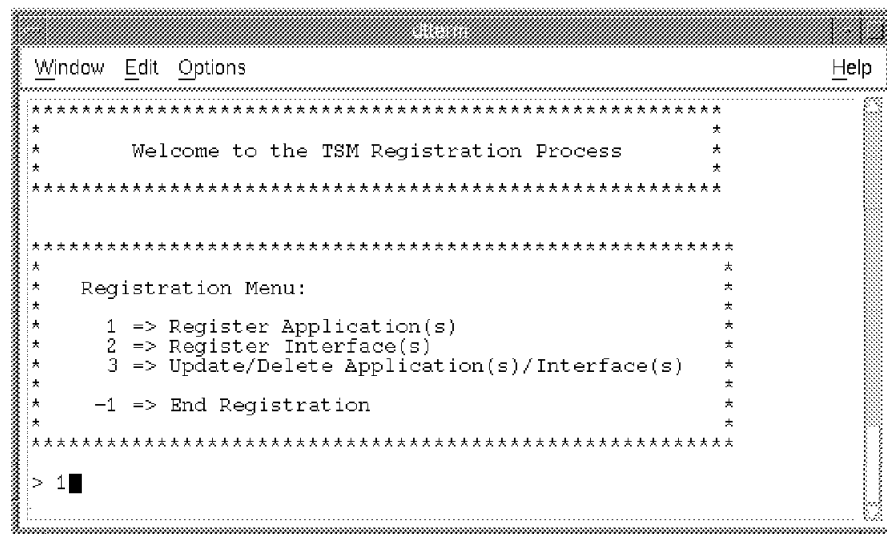 dtterm
Window Edit Options Help
********************************************************
* *
* Welcome to the TSM Registration Process *
* *
********************************************************
*********************************************************
* *
* Registration Menu: *
* *
* 1 => Register Application(s) *
* 2 => Register Interface(s) *
* 3 => Update/Delete Application(s)/Interface(s) *
* *
* -1 => End Registration *
* *
*********************************************************
> 1